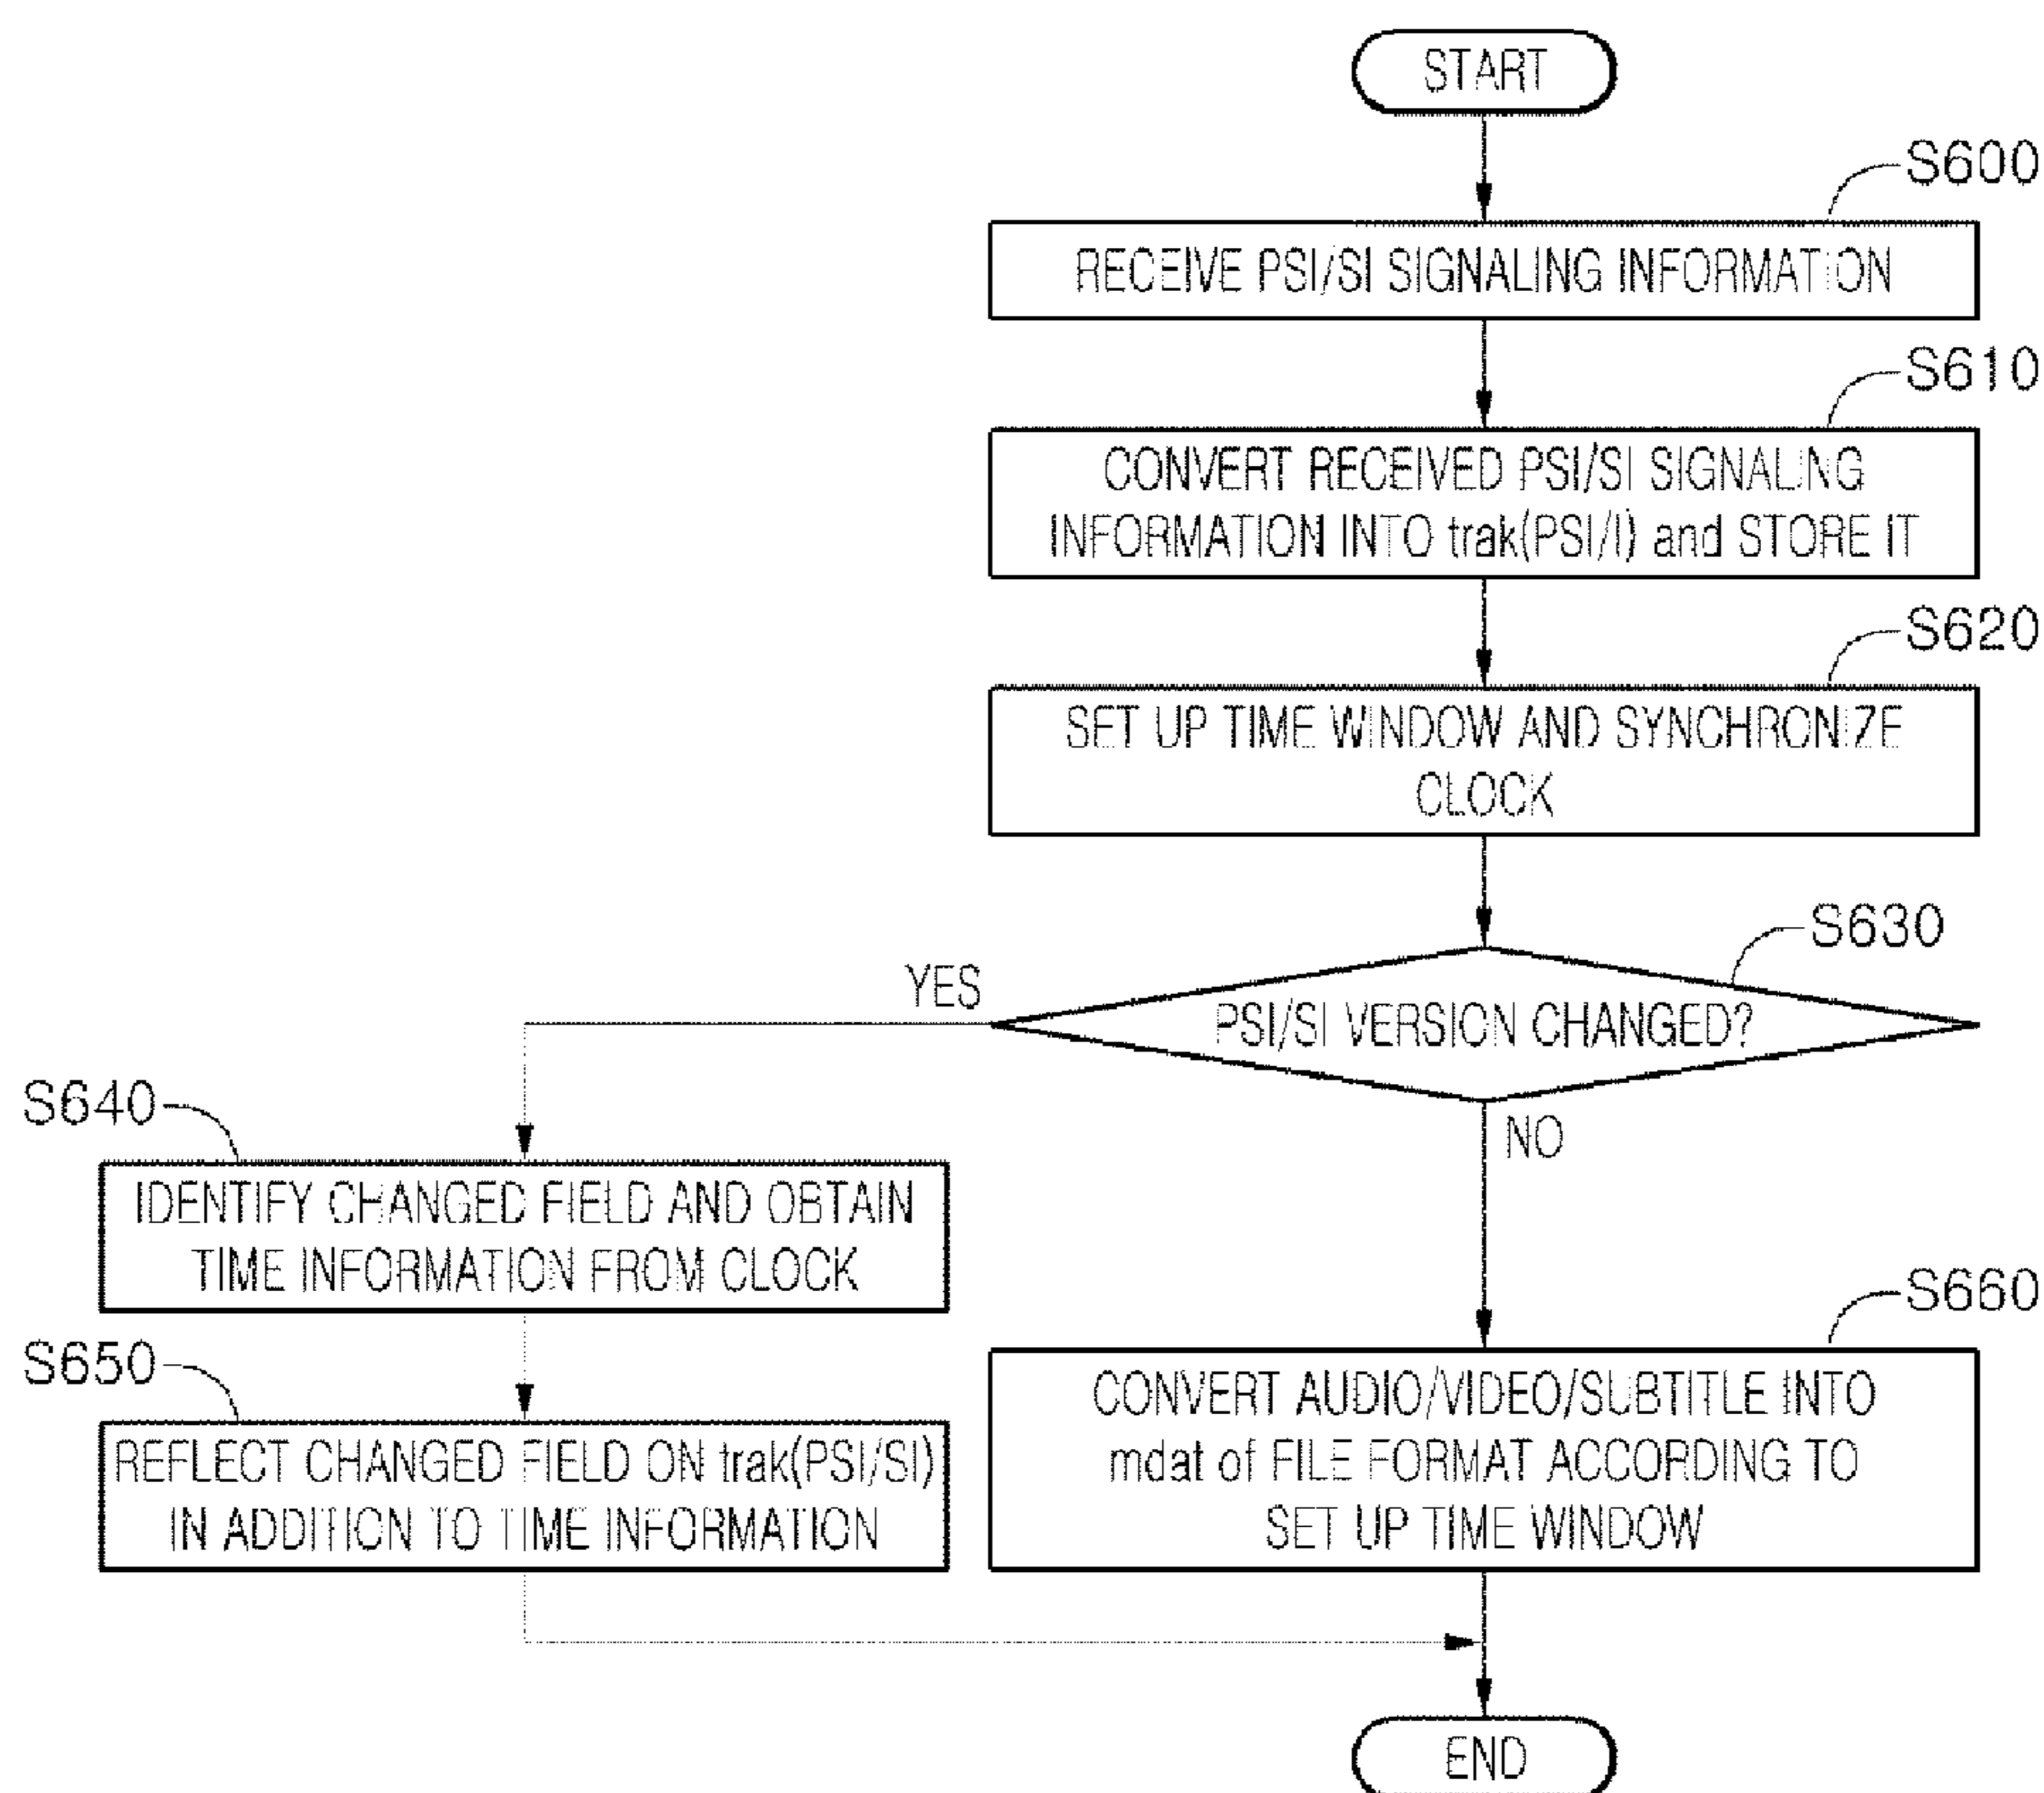 START
S600
RECEIVE PSI/SI SIGNALING INFORMATION
S610
CONVERT RECEIVED PSI/SI SIGNALING
INFORMATION INTO trak(PSI/I) and STORE IT
S620
SET UP TIME WINDOW AND SYNCHRONIZE
CLOCK
S630
YES
PSI/SI VERSION CHANGED?
NO
S640
IDENTIFY CHANGED FIELD AND OBTAIN
TIME INFORMATION FROM CLOCK
S650
REFLECT CHANGED FIELD ON trak(PSI/SI)
IN ADDITION TO TIME INFORMATION
S660
CONVERT AUDIO/VIDEO/SUBTITLE INTO
mdat of FILE FORMAT ACCORDING TO
SET UP TIME WINDOW
END